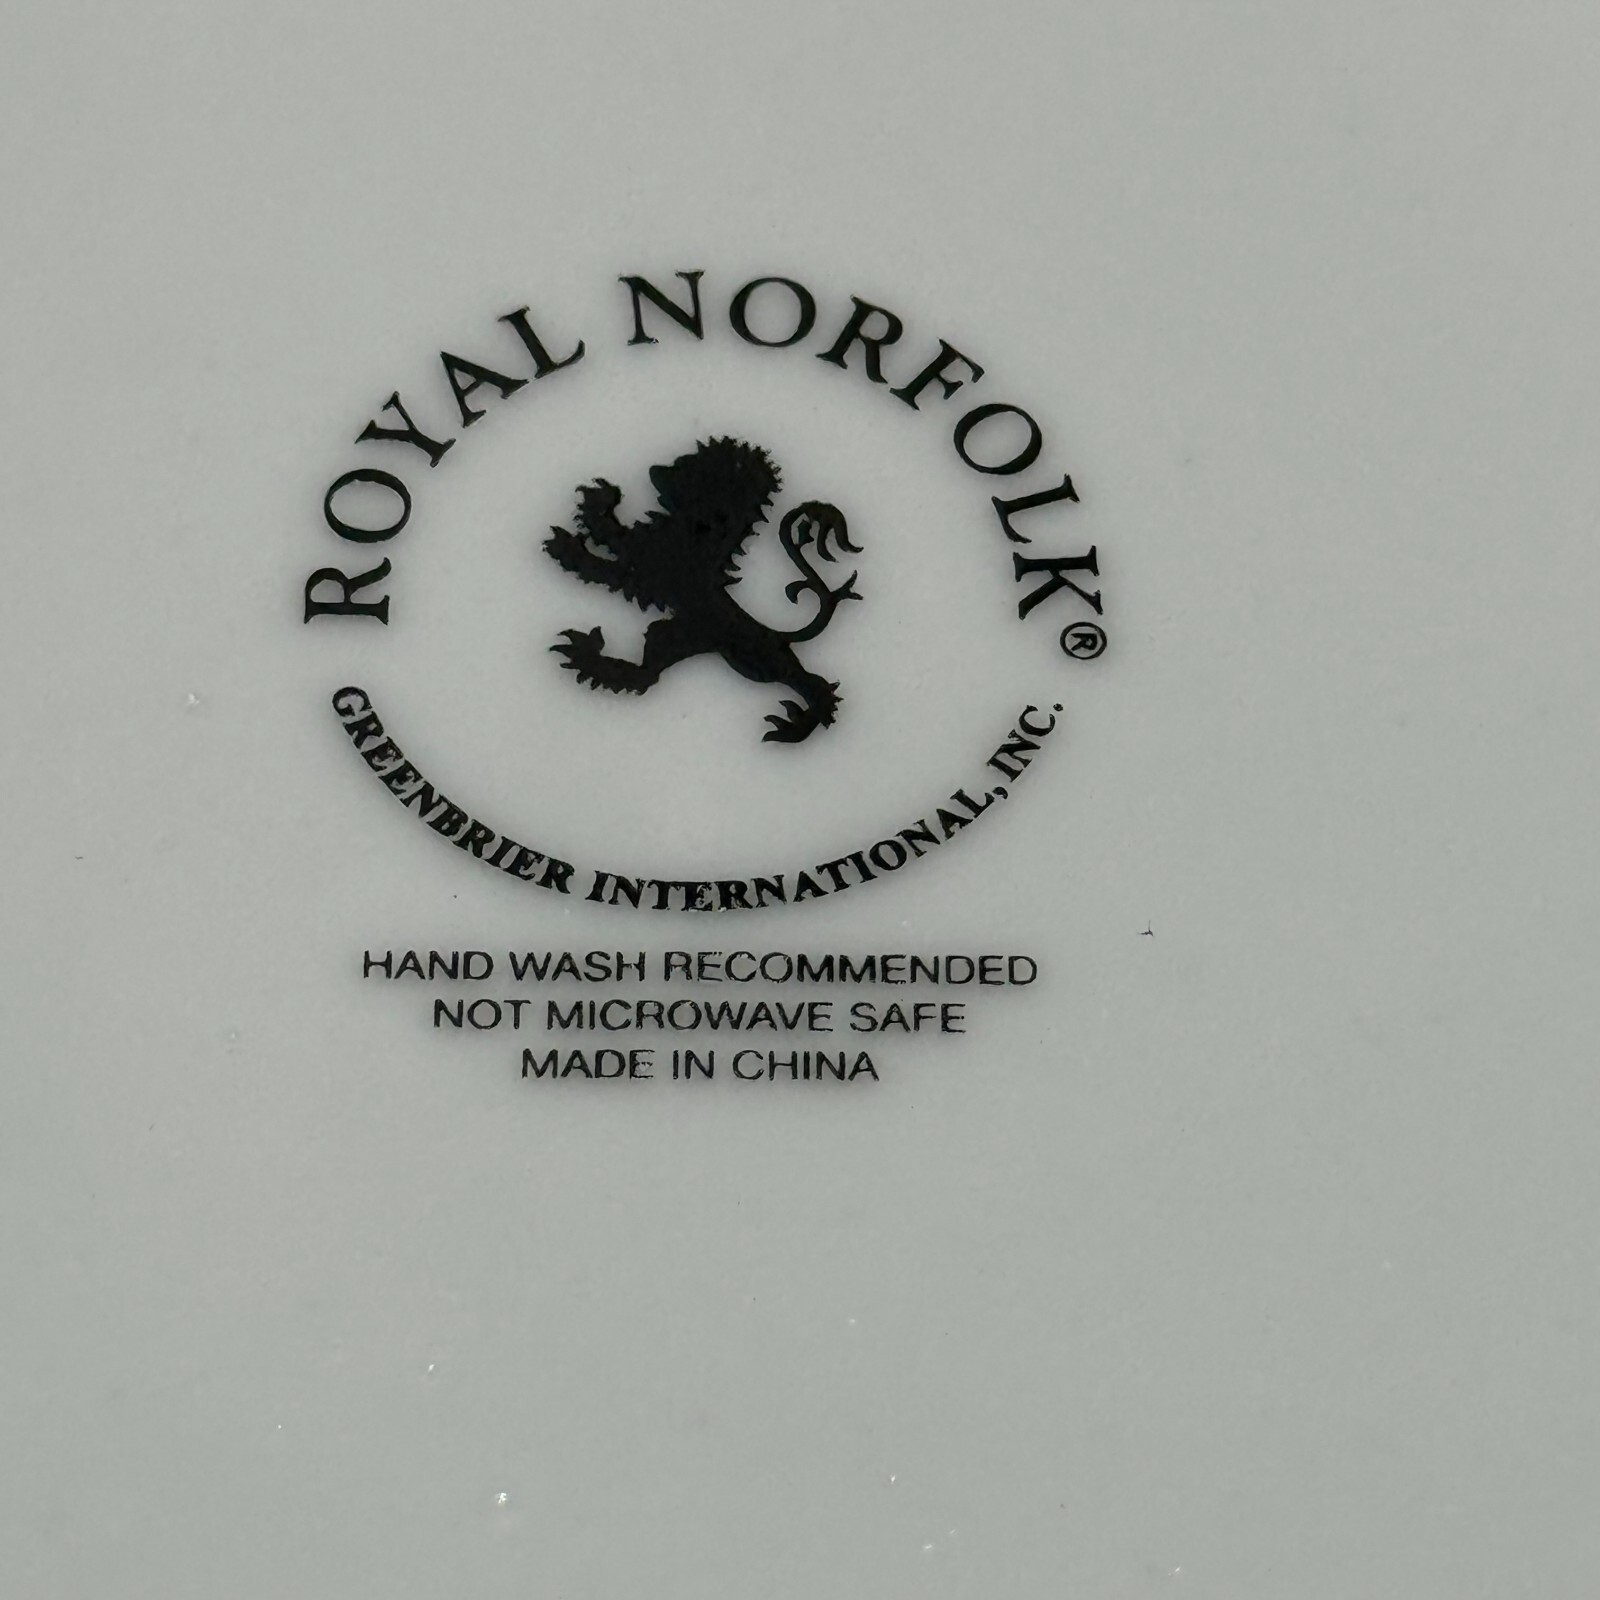 ROYAL NORFOLK®
GREENBRIER INTERNATIONAL, INC.
HAND WASH RECOMMENDED
NOT MICROWAVE SAFE
MADE IN CHINA